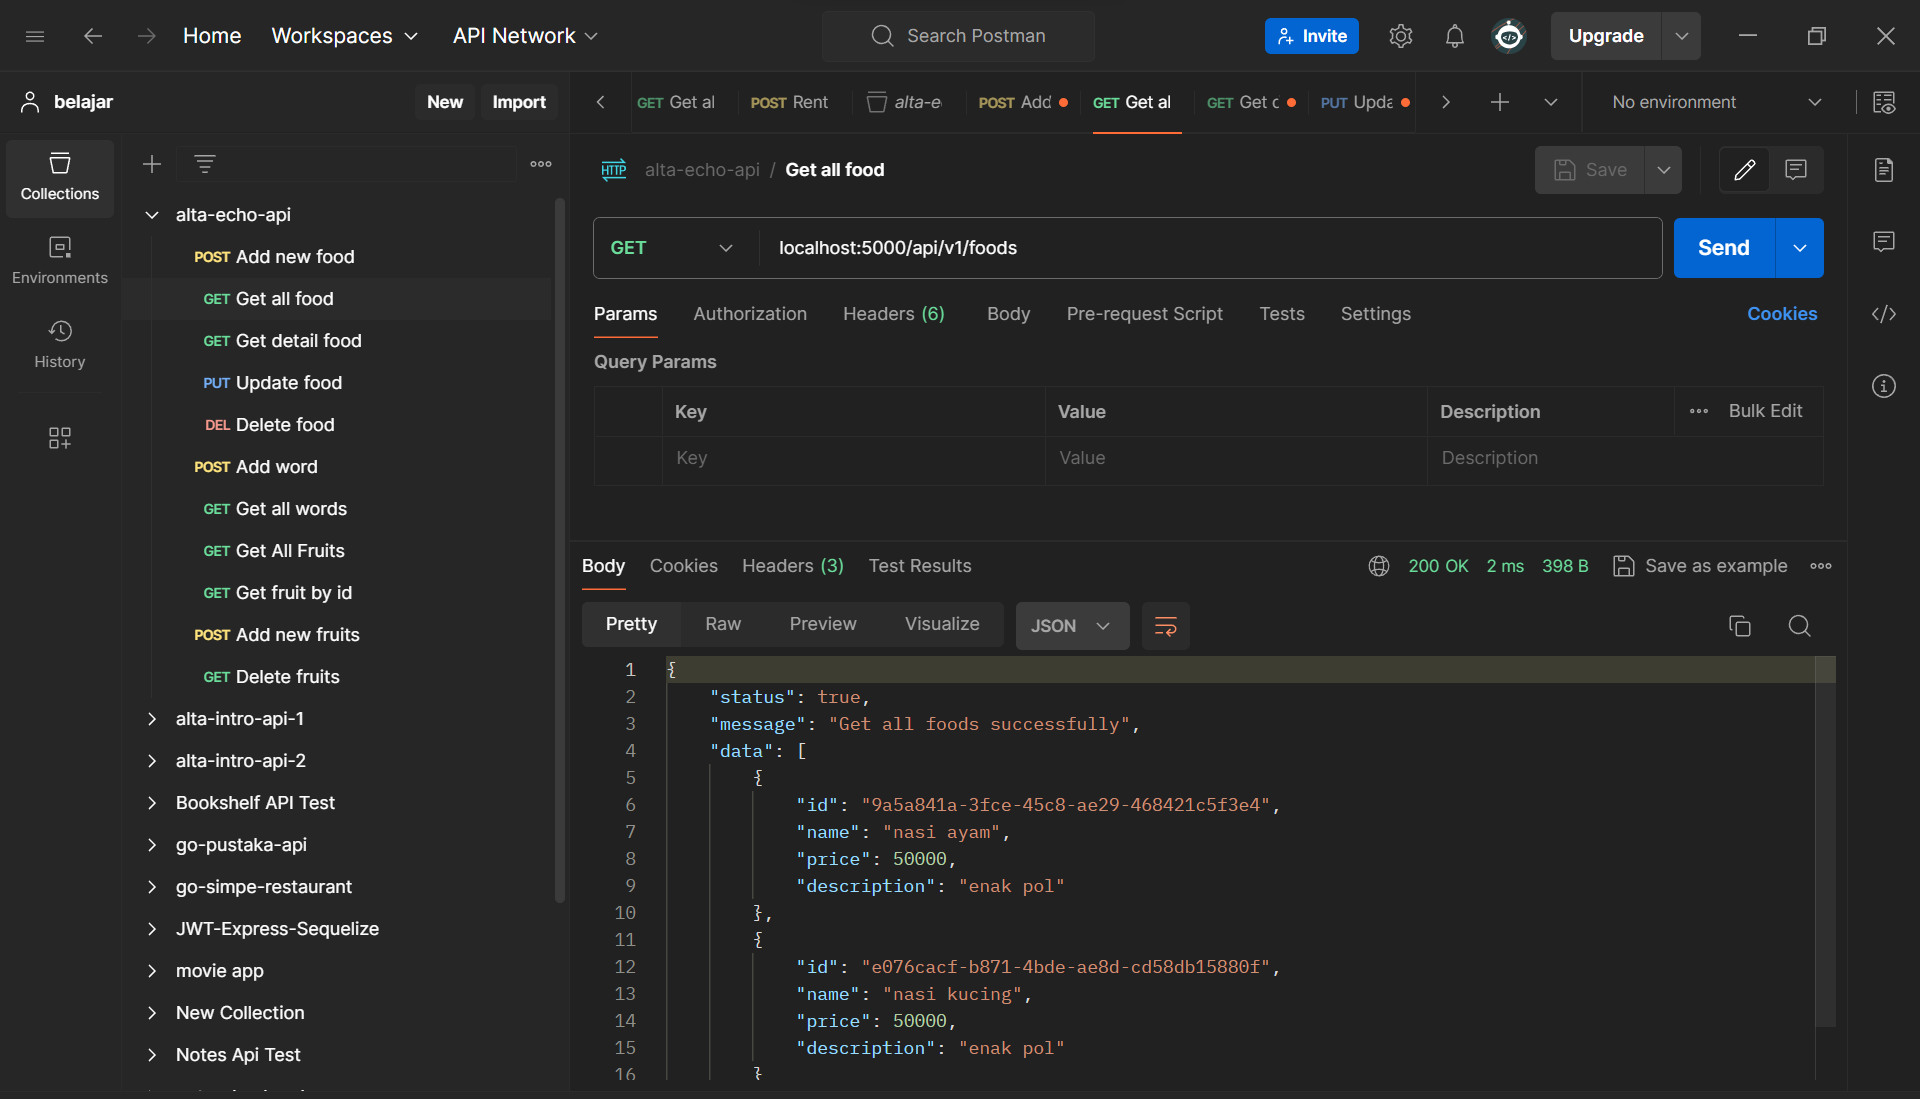 Home Workspaces API Network Search Postman Invite Upgrade
belajar New Import GET Get al POST Rent alta-e POST Add GET Get al GET Get PUT Upda No environment
Collections
Environments
History
alta-echo-api
POST Add new food
GET Get all food
GET Get detail food
PUT Update food
DEL Delete food
POST Add word
GET Get all words
GET Get All Fruits
GET Get fruit by id
POST Add new fruits
GET Delete fruits
alta-intro-api-1
alta-intro-api-2
Bookshelf API Test
go-pustaka-api
go-simpe-restaurant
JWT-Express-Sequelize
movie app
New Collection
Notes Api Test
HTTP alta-echo-api / Get all food Save
GET localhost:5000/api/v1/foods Send
Params Authorization Headers (6) Body Pre-request Script Tests Settings Cookies
Query Params
Key Value Description Bulk Edit
Key Value Description
Body Cookies Headers (3) Test Results 200 OK 2 ms 398 B Save as example
Pretty Raw Preview Visualize JSON
1 {
2 "status": true,
3 "message": "Get all foods successfully",
4 "data": [
5 {
6 "id": "9a5a841a-3fce-45c8-ae29-468421c5f3e4",
7 "name": "nasi ayam",
8 "price": 50000,
9 "description": "enak pol"
10 },
11 {
12 "id": "e076cacf-b871-4bde-ae8d-cd58db15880f",
13 "name": "nasi kucing",
14 "price": 50000,
15 "description": "enak pol"
16 }